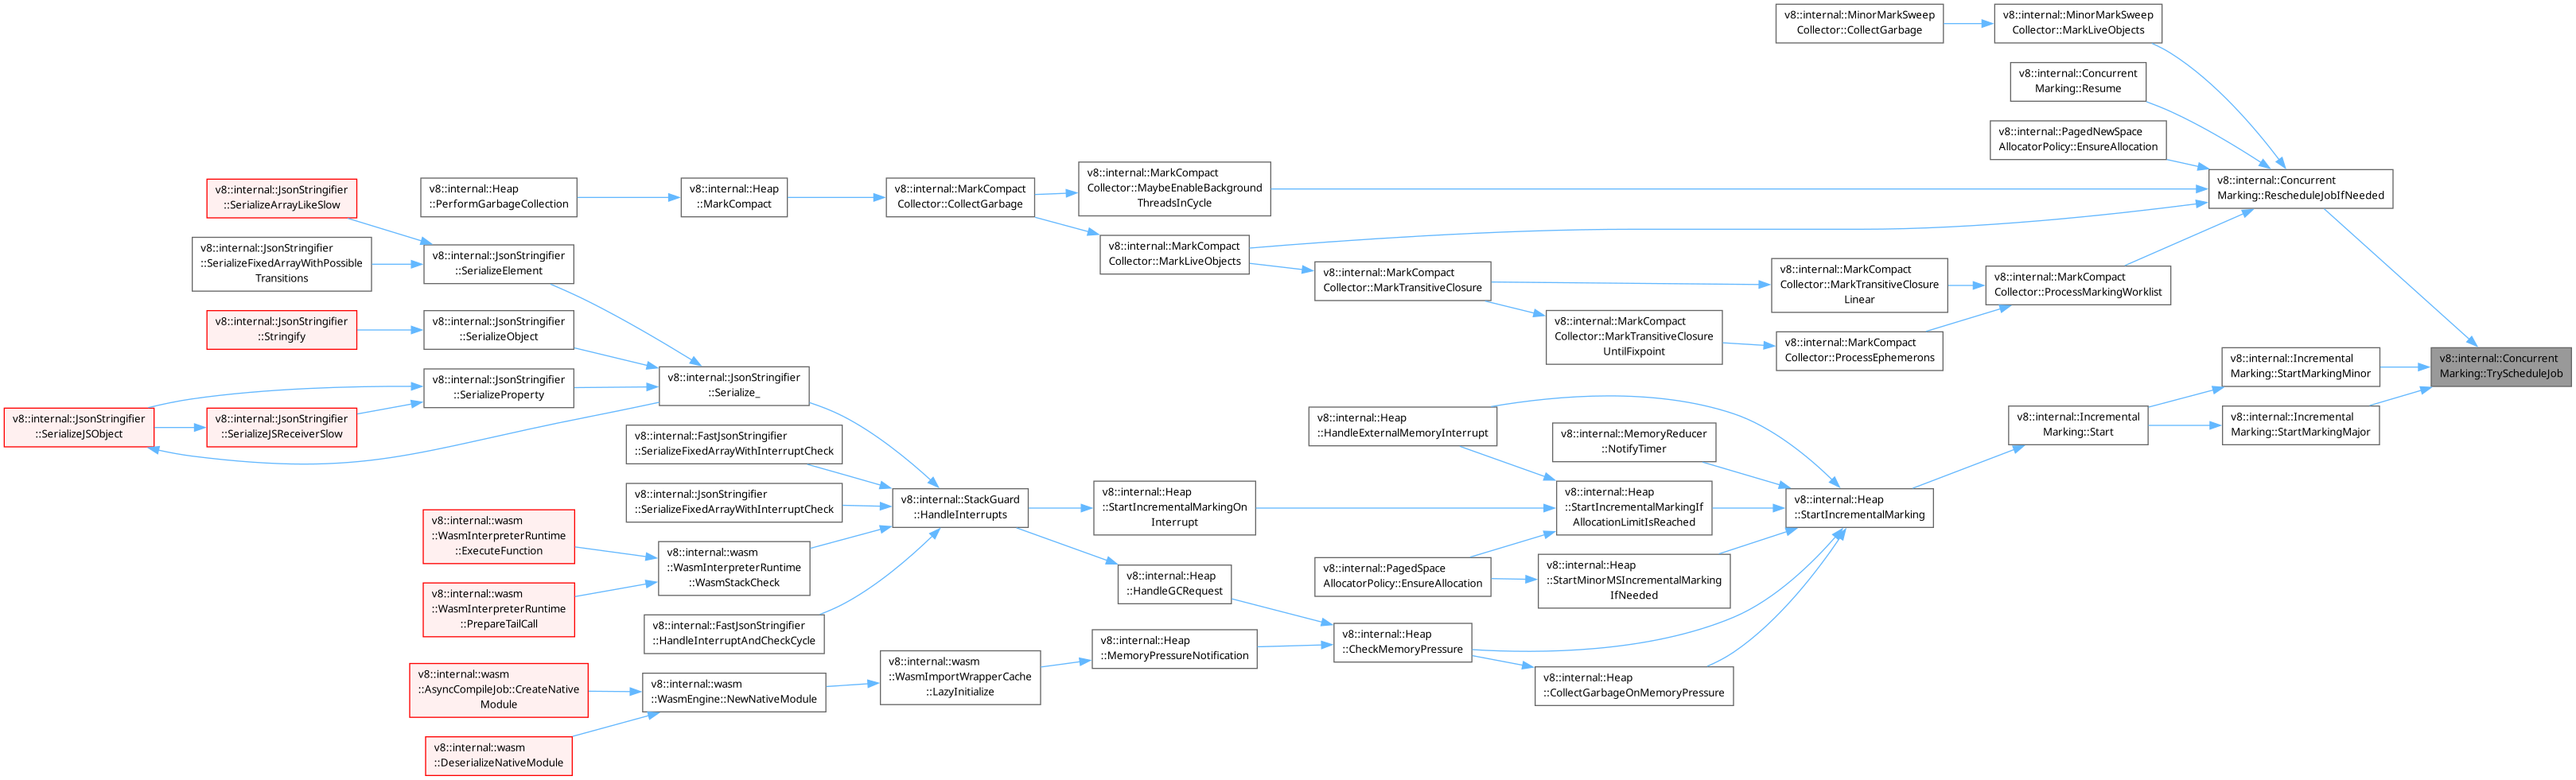 v8::internal::MinorMarkSweep
Collector::CollectGarbage
v8::internal::MinorMarkSweep
Collector::MarkLiveObjects
v8::internal::Concurrent
Marking::Resume
v8::internal::PagedNewSpace
AllocatorPolicy::EnsureAllocation
v8::internal::JsonStringifier
::SerializeArrayLikeSlow
v8::internal::Heap
::PerformGarbageCollection
v8::internal::Heap
::MarkCompact
v8::internal::MarkCompact
Collector::CollectGarbage
v8::internal::MarkCompact
Collector::MaybeEnableBackground
ThreadsInCycle
v8::internal::Concurrent
Marking::RescheduleJobIfNeeded
v8::internal::JsonStringifier
::SerializeFixedArrayWithPossible
Transitions
v8::internal::JsonStringifier
::SerializeElement
v8::internal::MarkCompact
Collector::MarkLiveObjects
v8::internal::MarkCompact
Collector::MarkTransitiveClosure
v8::internal::MarkCompact
Collector::MarkTransitiveClosure
Linear
v8::internal::MarkCompact
Collector::ProcessMarkingWorklist
v8::internal::JsonStringifier
::Stringify
v8::internal::JsonStringifier
::SerializeObject
v8::internal::MarkCompact
Collector::MarkTransitiveClosure
UntilFixpoint
v8::internal::MarkCompact
Collector::ProcessEphemerons
v8::internal::Incremental
Marking::StartMarkingMinor
v8::internal::Concurrent
Marking::TryScheduleJob
v8::internal::JsonStringifier
::SerializeProperty
v8::internal::JsonStringifier
::Serialize_
v8::internal::JsonStringifier
::SerializeJSObject
v8::internal::JsonStringifier
::SerializeJSReceiverSlow
v8::internal::Heap
::HandleExternalMemoryInterrupt
v8::internal::Incremental
Marking::Start
v8::internal::Incremental
Marking::StartMarkingMajor
v8::internal::FastJsonStringifier
::SerializeFixedArrayWithInterruptCheck
v8::internal::MemoryReducer
::NotifyTimer
v8::internal::JsonStringifier
::SerializeFixedArrayWithInterruptCheck
v8::internal::StackGuard
::HandleInterrupts
v8::internal::Heap
::StartIncrementalMarkingOn
Interrupt
v8::internal::Heap
::StartIncrementalMarkingIf
AllocationLimitIsReached
v8::internal::Heap
::StartIncrementalMarking
v8::internal::wasm
::WasmInterpreterRuntime
::ExecuteFunction
v8::internal::wasm
::WasmInterpreterRuntime
::WasmStackCheck
v8::internal::PagedSpace
AllocatorPolicy::EnsureAllocation
v8::internal::Heap
::StartMinorMSIncrementalMarking
IfNeeded
v8::internal::wasm
::WasmInterpreterRuntime
::PrepareTailCall
v8::internal::Heap
::HandleGCRequest
v8::internal::FastJsonStringifier
::HandleInterruptAndCheckCycle
v8::internal::Heap
::MemoryPressureNotification
v8::internal::Heap
::CheckMemoryPressure
v8::internal::wasm
::AsyncCompileJob::CreateNative
Module
v8::internal::wasm
::WasmEngine::NewNativeModule
v8::internal::wasm
::WasmImportWrapperCache
::LazyInitialize
v8::internal::Heap
::CollectGarbageOnMemoryPressure
v8::internal::wasm
::DeserializeNativeModule